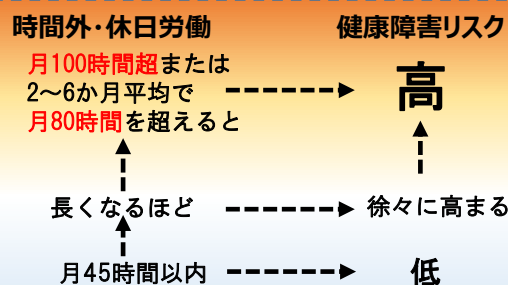 時間外・休日労働
健康障害リスク
月100時間超または
2～6か月平均で
月80時間を超えると
高
長くなるほど
徐々に高まる
月45時間以内
低